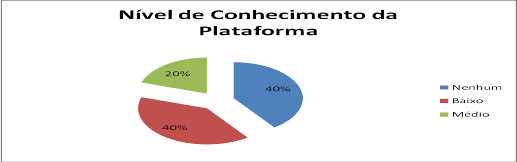 Nível de Conhecimento da
Plataforma
20%
40%
40%
Nenhum
Baixo
Médio